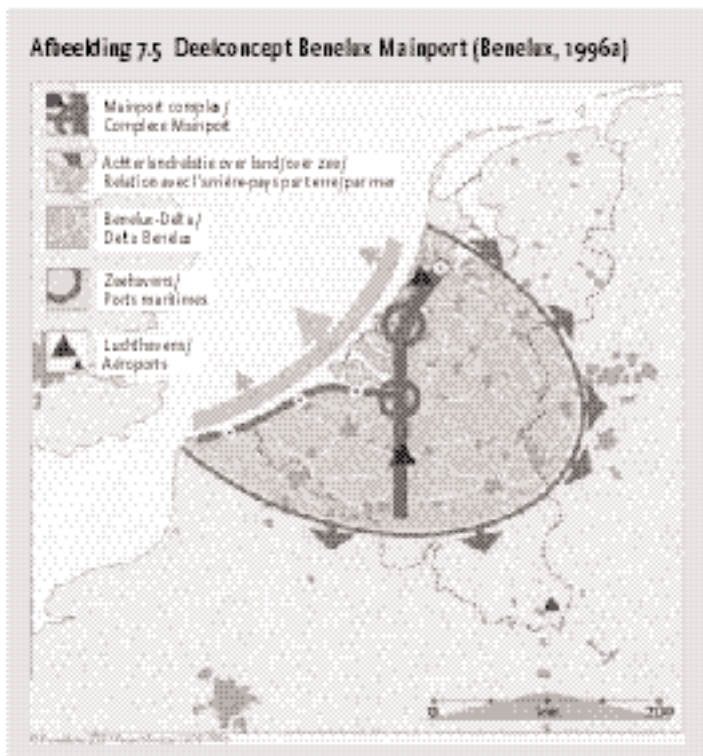 Afbeelding 7.5 Deelconcept Benelux Mainport (Benelux, 1996a)
Mainport complex/
Complexe Mainport
Achterlandrelatie over land/over zee/
Relation avec l'arrière-pays par terre/par mer
Benelux-Delta/
Delta Benelux
Zeehavens/
Ports maritimes
Luchthavens/
Aéroports
0 km 200